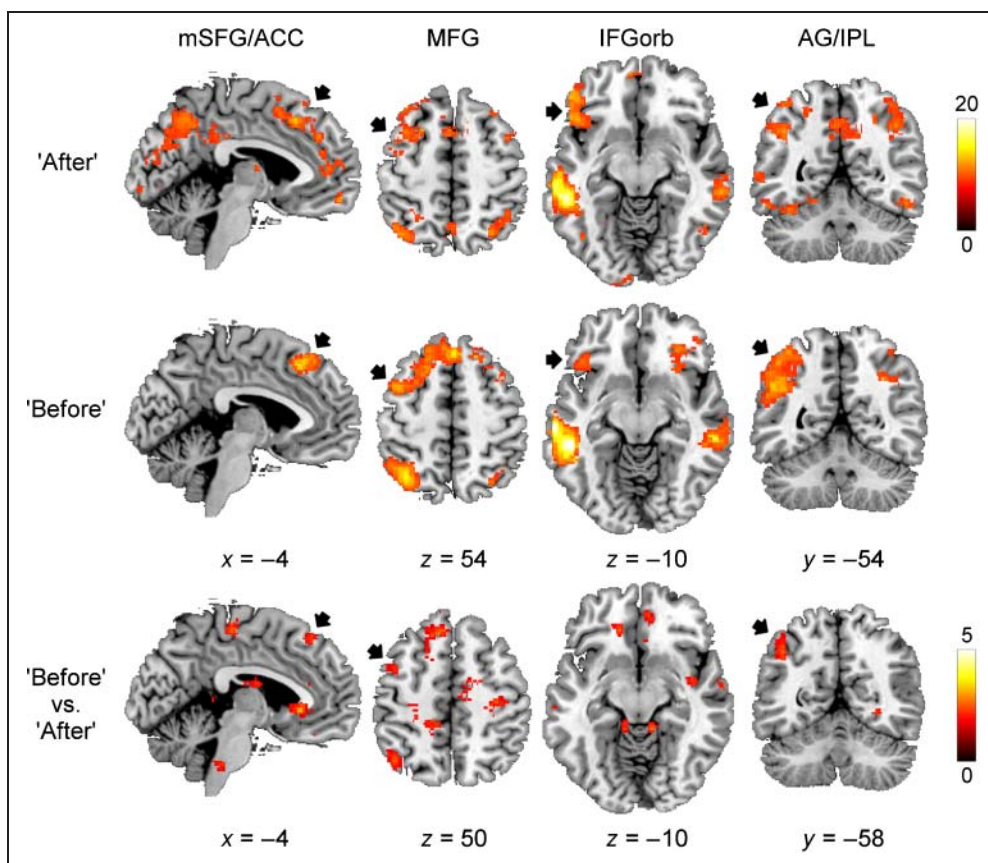 mSFG/ACC MFG IFGorb AG/IPL
'After'
20
0
'Before'
x = –4 z = 54 z = –10 y = –54
'Before'
vs.
'After'
5
0
x = –4 z = 50 z = –10 y = –58